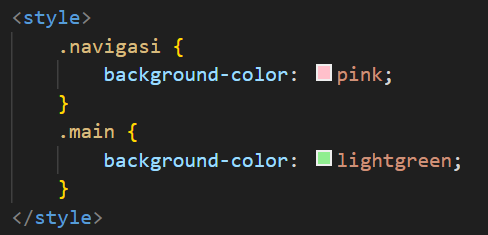 <style>
.navigasi {
background-color: pink;
}
.main {
background-color: lightgreen;
}
</style>